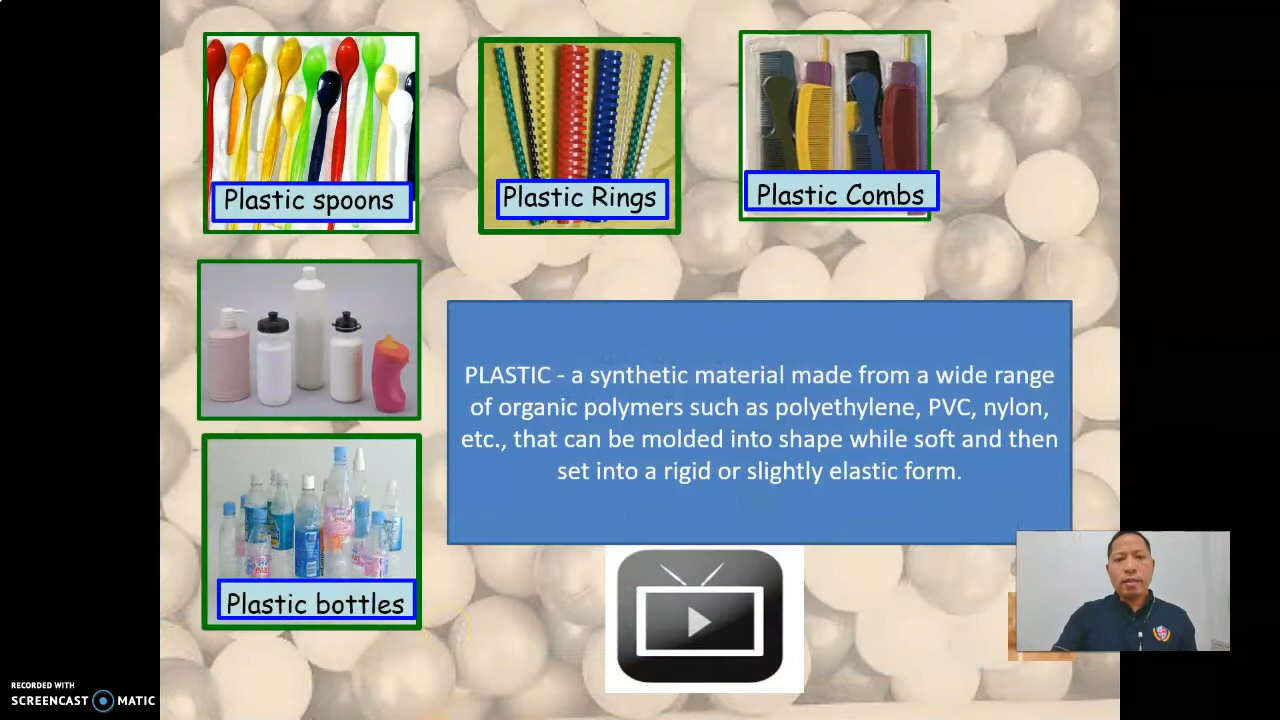 Plastic spoons
Plastic Rings
Plastic Combs
PLASTIC - a synthetic material made from a wide range
of organic polymers such as polyethylene, PVC, nylon,
etc., that can be molded into shape while soft and then
set into a rigid or slightly elastic form.
Plastic bottles
RECORDED WITH
SCREENCAST MATIC